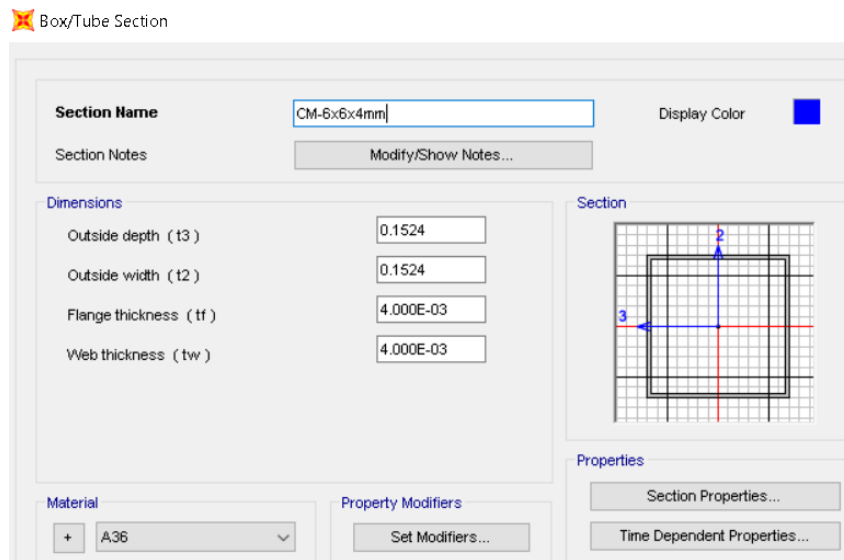 Box/Tube Section
Section Name CM-6x6x4mm Display Color
Section Notes Modify/Show Notes...
Dimensions
Outside depth ( t3 ) 0.1524
Outside width ( t2 ) 0.1524
Flange thickness ( tf ) 4.000E-03
Web thickness ( tw ) 4.000E-03
Section
2
3
Material
+ A36
Property Modifiers
Set Modifiers...
Properties
Section Properties...
Time Dependent Properties...